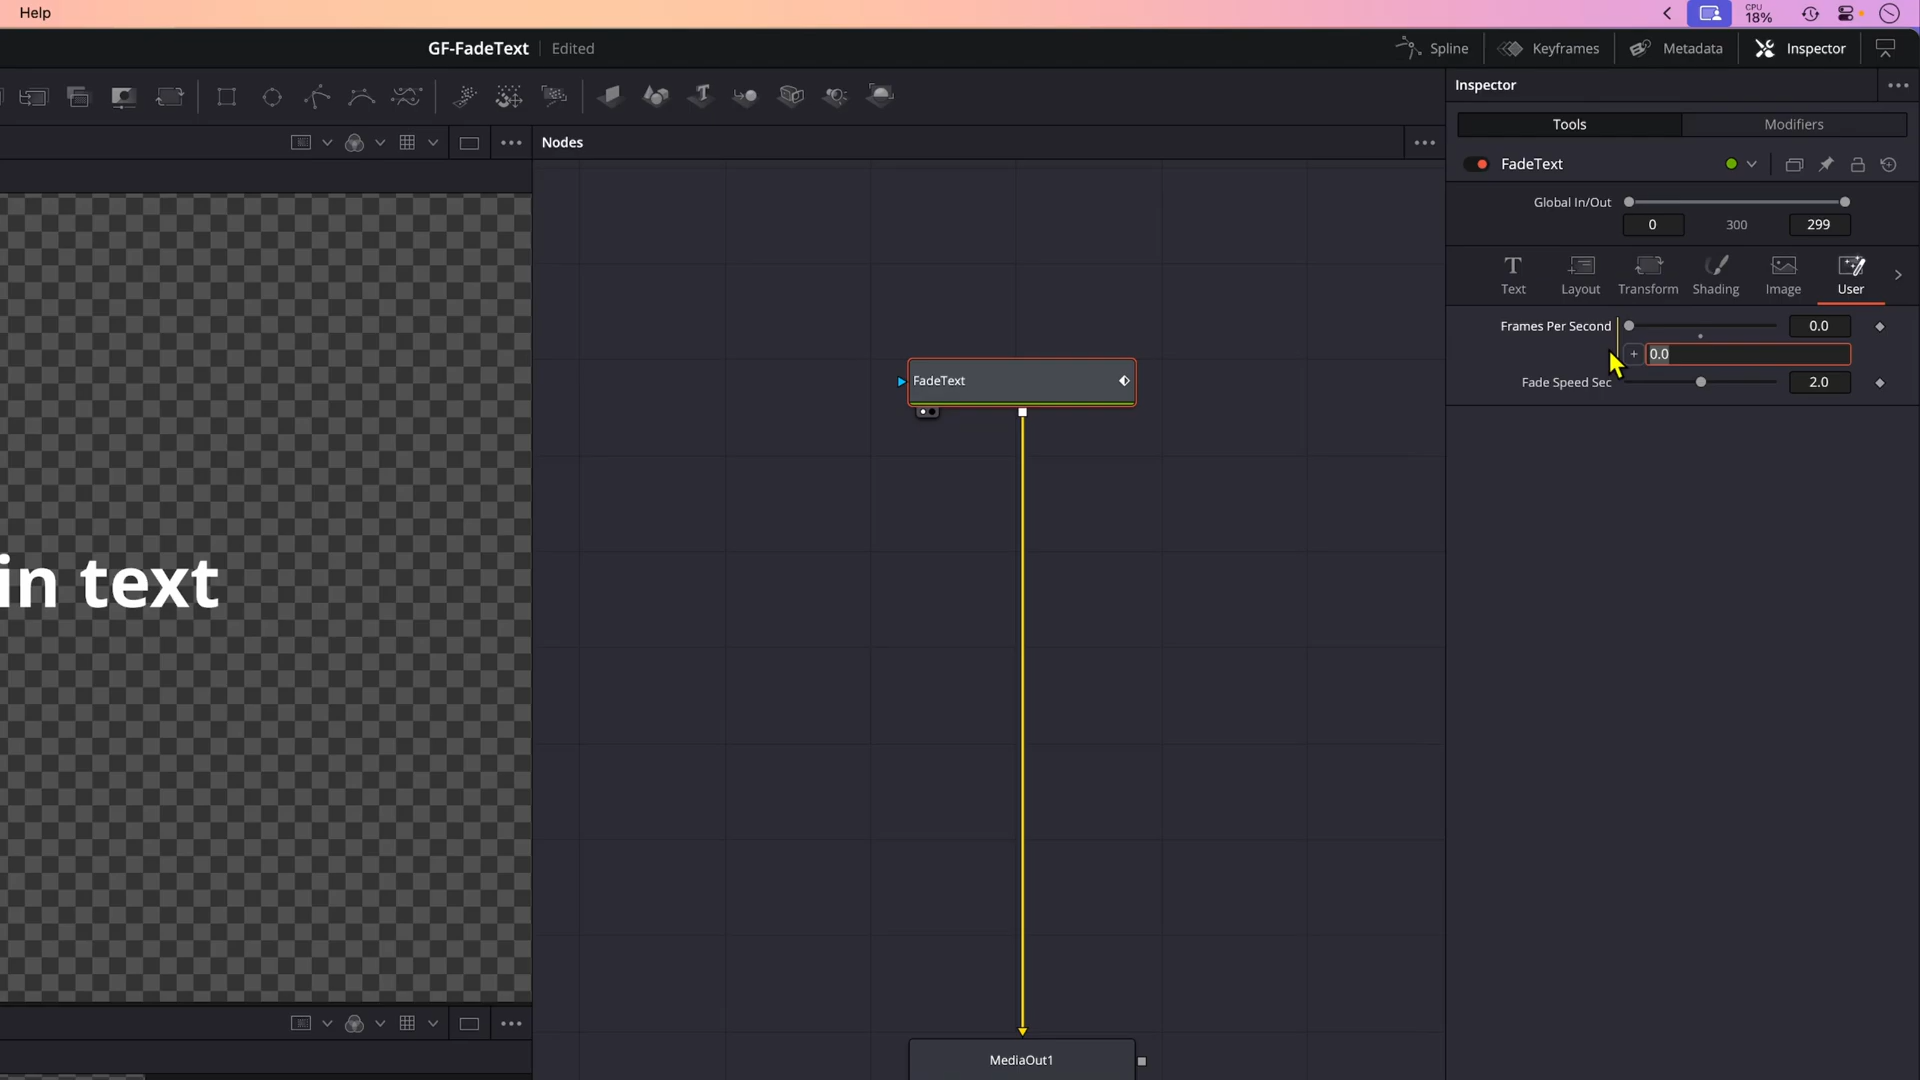 Help
CPU
18%
GF-FadeText
Edited
Spline
Keyframes
Metadata
Inspector
Inspector
Tools
Modifiers
Nodes
FadeText
Global In/Out
0
300
299
Text
Layout
Transform
Shading
Image
User
Frames Per Second
0.0
0.0
Fade Speed Sec
2.0
FadeText
in text
MediaOut1